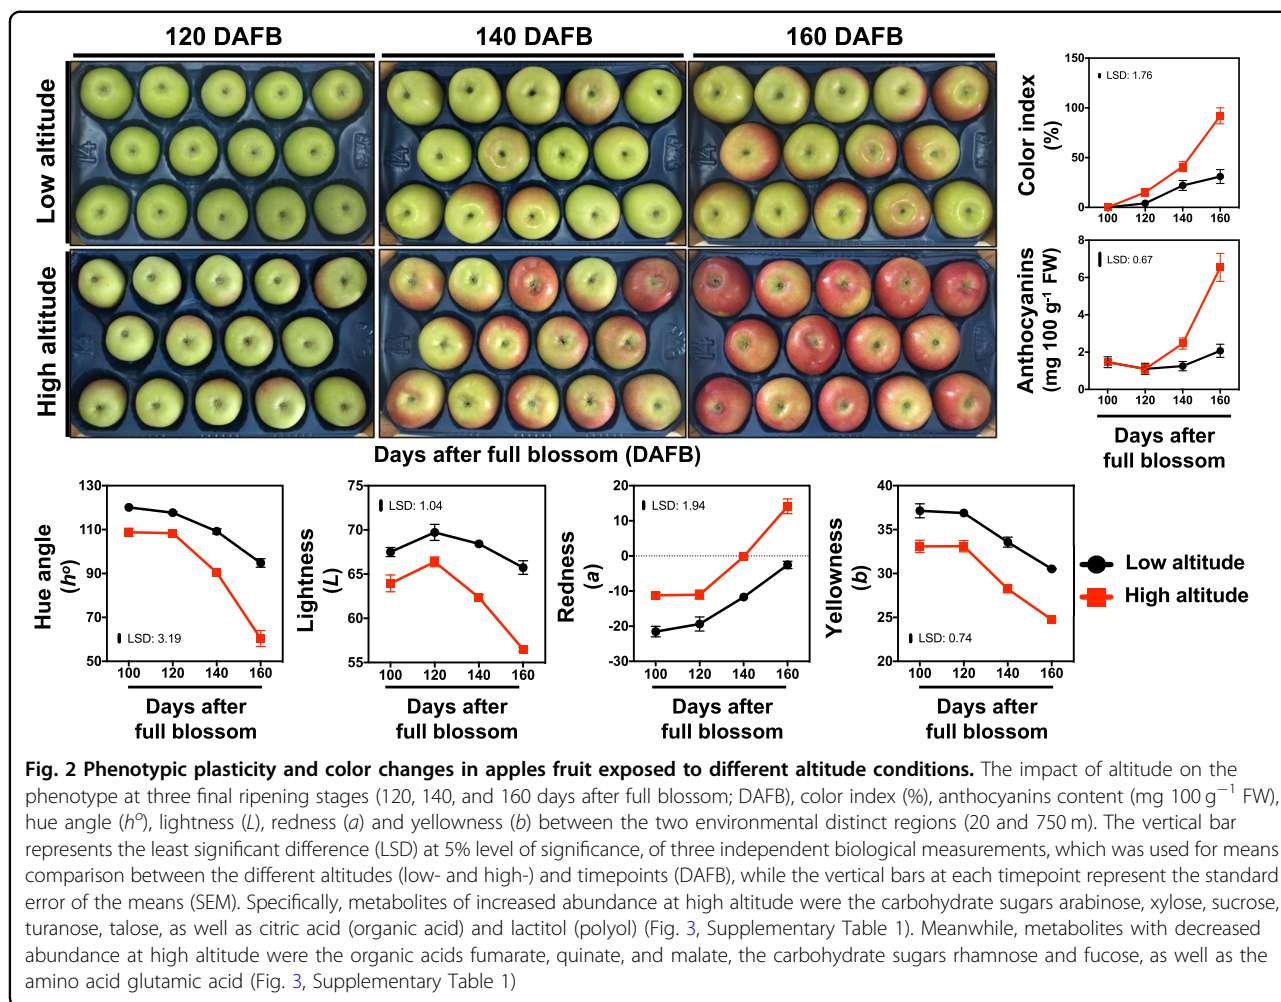 120 DAFB
140 DAFB
160 DAFB
Low altitude
High altitude
Days after full blossom (DAFB)
Color index
(%)
150
100
50
0
LSD: 1.76
100 120 140 160
Anthocyanins
(mg 100 g-1 FW)
8
6
4
2
0
LSD: 0.67
100 120 140 160
Days after
full blossom
Hue angle
(hº)
130
110
90
70
50
LSD: 3.19
100 120 140 160
Days after
full blossom
Lightness
(L)
75
70
65
60
55
LSD: 1.04
100 120 140 160
Days after
full blossom
Redness
(a)
20
10
0
-10
-20
-30
LSD: 1.94
100 120 140 160
Days after
full blossom
Yellowness
(b)
40
35
30
25
20
LSD: 0.74
100 120 140 160
Days after
full blossom
Low altitude
High altitude
Fig. 2 Phenotypic plasticity and color changes in apples fruit exposed to different altitude conditions. The impact of altitude on the
phenotype at three final ripening stages (120, 140, and 160 days after full blossom; DAFB), color index (%), anthocyanins content (mg 100 g−1 FW),
hue angle (hº), lightness (L), redness (a) and yellowness (b) between the two environmental distinct regions (20 and 750 m). The vertical bar
represents the least significant difference (LSD) at 5% level of significance, of three independent biological measurements, which was used for means
comparison between the different altitudes (low- and high-) and timepoints (DAFB), while the vertical bars at each timepoint represent the standard
error of the means (SEM). Specifically, metabolites of increased abundance at high altitude were the carbohydrate sugars arabinose, xylose, sucrose,
turanose, talose, as well as citric acid (organic acid) and lactitol (polyol) (Fig. 3, Supplementary Table 1). Meanwhile, metabolites with decreased
abundance at high altitude were the organic acids fumarate, quinate, and malate, the carbohydrate sugars rhamnose and fucose, as well as the
amino acid glutamic acid (Fig. 3, Supplementary Table 1)